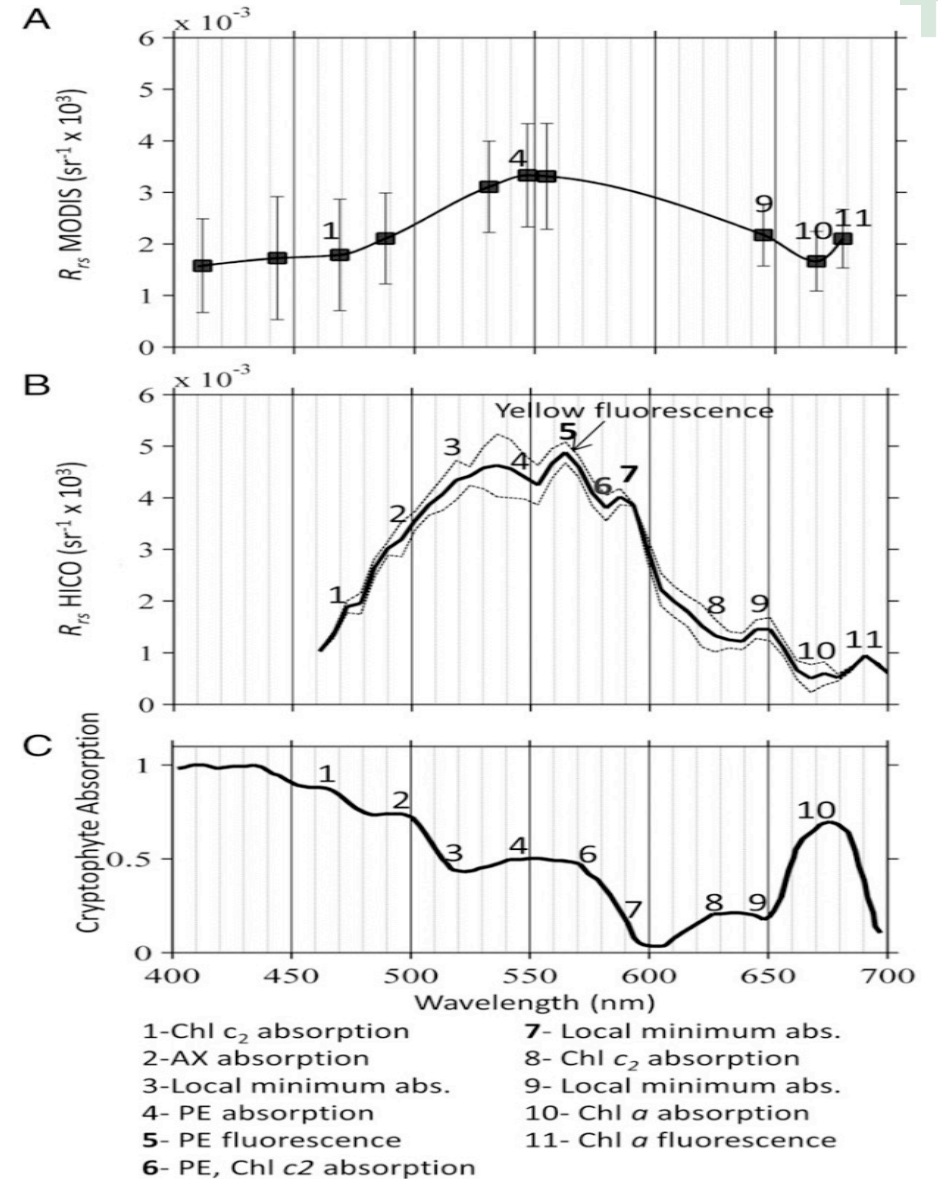 A
x 10⁻³
6
5
4
3
2
1
0
R_rs MODIS (sr⁻¹ x 10³)
1
4
9
10
11
B
x 10⁻³
6
5
4
3
2
1
0
R_rs HICO (sr⁻¹ x 10³)
Yellow fluorescence
1
2
3
4
5
6
7
8
9
10
11
C
1
0.5
0
Cryptophyte Absorption
1
2
3
4
6
7
8
9
10
400 450 500 550 600 650 700
Wavelength (nm)
1-Chl c₂ absorption
2-AX absorption
3-Local minimum abs.
4- PE absorption
5- PE fluorescence
6- PE, Chl c2 absorption
7- Local minimum abs.
8- Chl c₂ absorption
9- Local minimum abs.
10- Chl a absorption
11- Chl a fluorescence